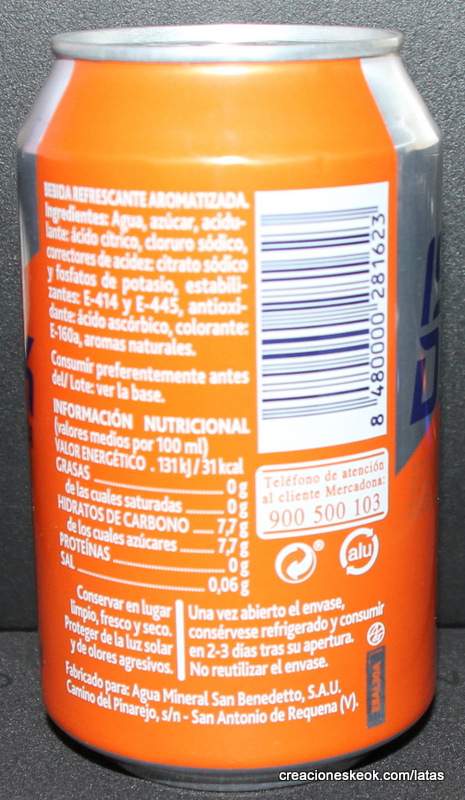 BEBIDA REFRESCANTE AROMATIZADA.
Ingredientes: Agua, azúcar, acidu-
lante: ácido cítrico, cloruro sódico,
correctores de acidez: citrato sódico
y fosfatos de potasio, estabili-
zantes: E-414 y E-445, antioxi-
dante: ácido ascórbico, colorante:
E-160a, aromas naturales.
Consumir preferentemente antes
del/ Lote: ver la base.
INFORMACIÓN NUTRICIONAL
(valores medios por 100 ml)
VALOR ENERGÉTICO . 131 kJ/ 31 kcal
GRASAS 0 g
de las cuales saturadas 0 g
HIDRATOS DE CARBONO 7,7 g
de los cuales azúcares 7,7 g
PROTEÍNAS 0 g
SAL 0,06 g
8 480000 281623
Teléfono de atención
al cliente Mercadona:
900 500 103
alu
Conservar en lugar
limpio, fresco y seco.
Proteger de la luz solar
y de olores agresivos.
Una vez abierto el envase,
consérvese refrigerado y consumir
en 2-3 días tras su apertura.
No reutilizar el envase.
Fabricado para: Agua Mineral San Benedetto, S.A.U.
Camino del Pinarejo, s/n - San Antonio de Requena (V).
creacioneskeok.com/latas